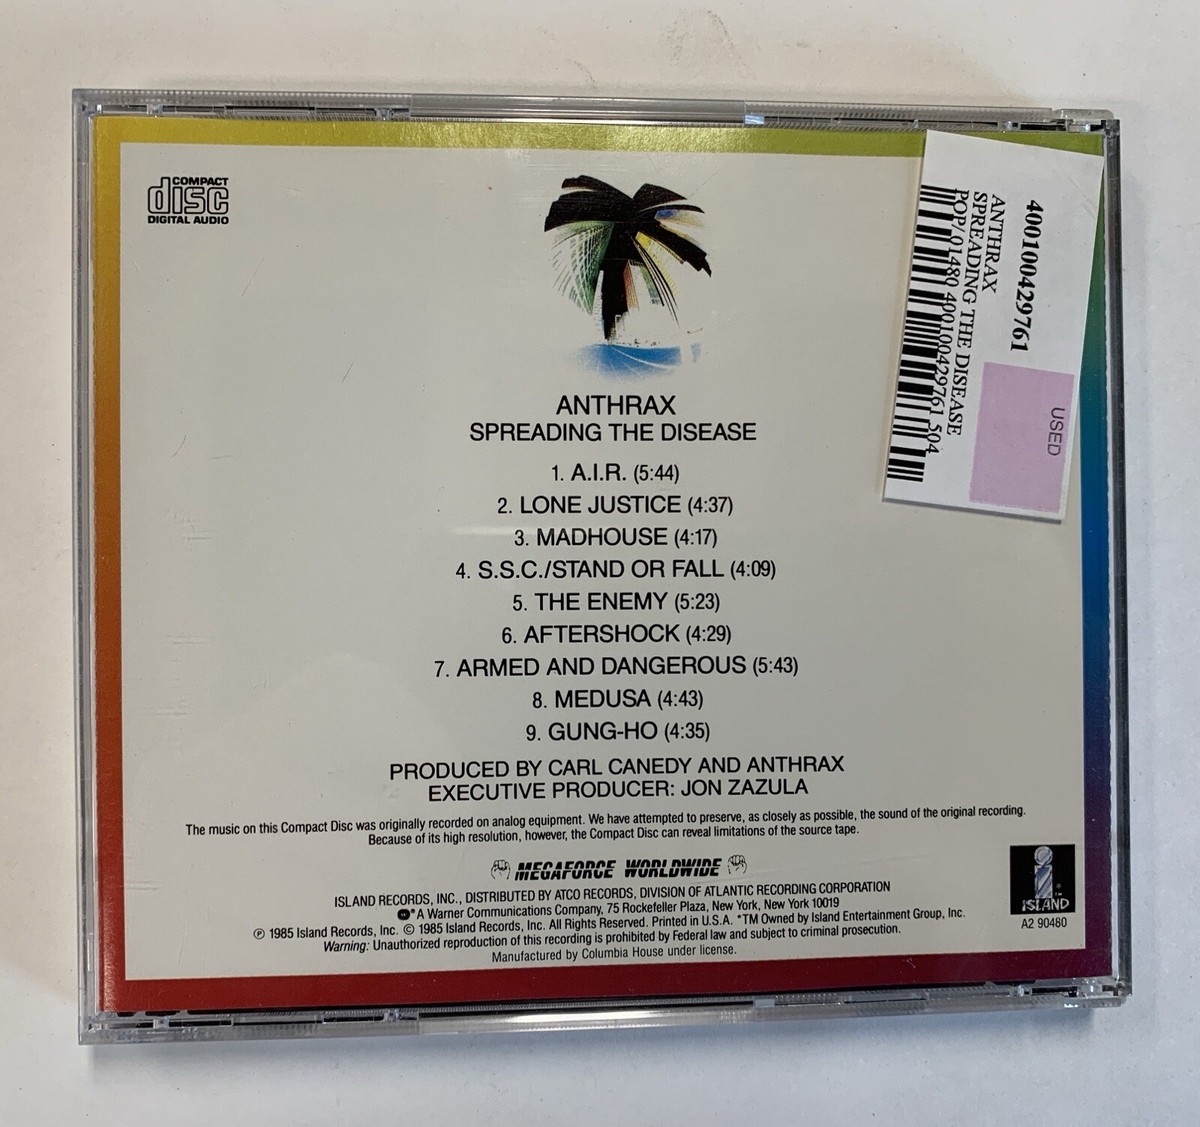 COMPACT
disc
DIGITAL AUDIO
ANTHRAX
SPREADING THE DISEASE
1. A.I.R. (5:44)
2. LONE JUSTICE (4:37)
3. MADHOUSE (4:17)
4. S.S.C./STAND OR FALL (4:09)
5. THE ENEMY (5:23)
6. AFTERSHOCK (4:29)
7. ARMED AND DANGEROUS (5:43)
8. MEDUSA (4:43)
9. GUNG-HO (4:35)
PRODUCED BY CARL CANEDY AND ANTHRAX
EXECUTIVE PRODUCER: JON ZAZULA
The music on this Compact Disc was originally recorded on analog equipment. We have attempted to preserve, as closely as possible, the sound of the original recording.
Because of its high resolution, however, the Compact Disc can reveal limitations of the source tape.
MEGAFORCE WORLDWIDE
ISLAND RECORDS, INC., DISTRIBUTED BY ATCO RECORDS, DIVISION OF ATLANTIC RECORDING CORPORATION
* A Warner Communications Company, 75 Rockefeller Plaza, New York, New York 10019
℗ 1985 Island Records, Inc. © 1985 Island Records, Inc. All Rights Reserved. Printed in U.S.A. *TM Owned by Island Entertainment Group, Inc.
Warning: Unauthorized reproduction of this recording is prohibited by Federal law and subject to criminal prosecution.
Manufactured by Columbia House under license.
ISLAND
™
A2 90480
400100429761
ANTHRAX
SPREADING THE DISEASE
POP/ 01480 400100429761 504
USED